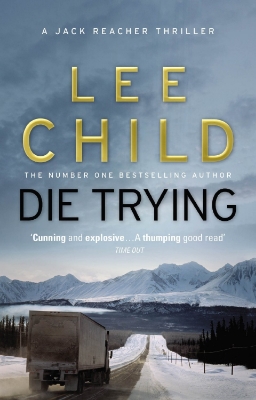 A JACK REACHER THRILLER
LEE
CHILD
THE NUMBER ONE BESTSELLING AUTHOR
DIE TRYING
‘Cunning and explosive...A thumping good read’
TIME OUT